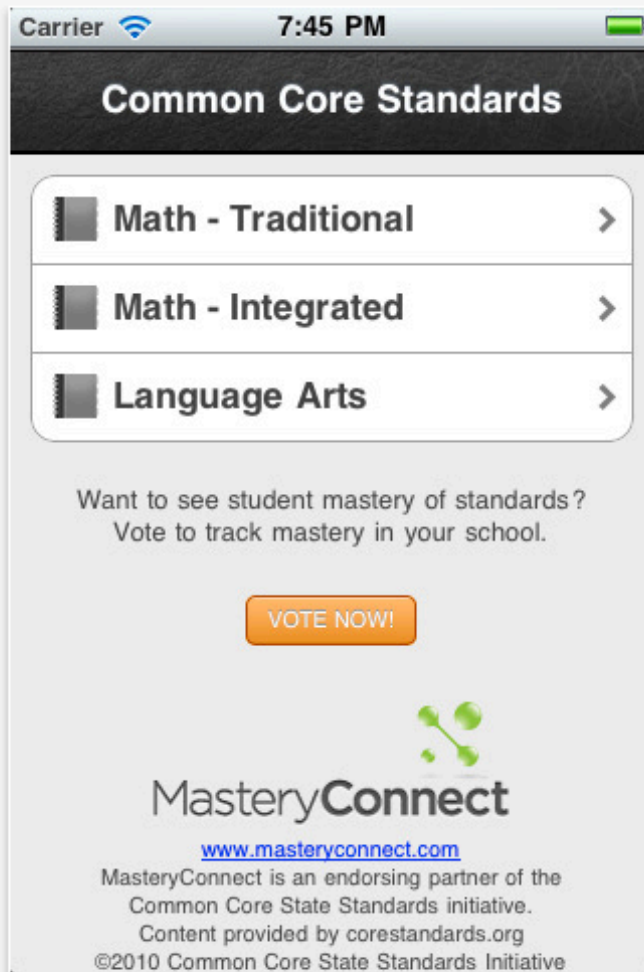 Carrier 7:45 PM
Common Core Standards
Math - Traditional
Math - Integrated
Language Arts
Want to see student mastery of standards?
Vote to track mastery in your school.
VOTE NOW!
MasteryConnect
www.masteryconnect.com
MasteryConnect is an endorsing partner of the
Common Core State Standards initiative.
Content provided by corestandards.org
©2010 Common Core State Standards Initiative